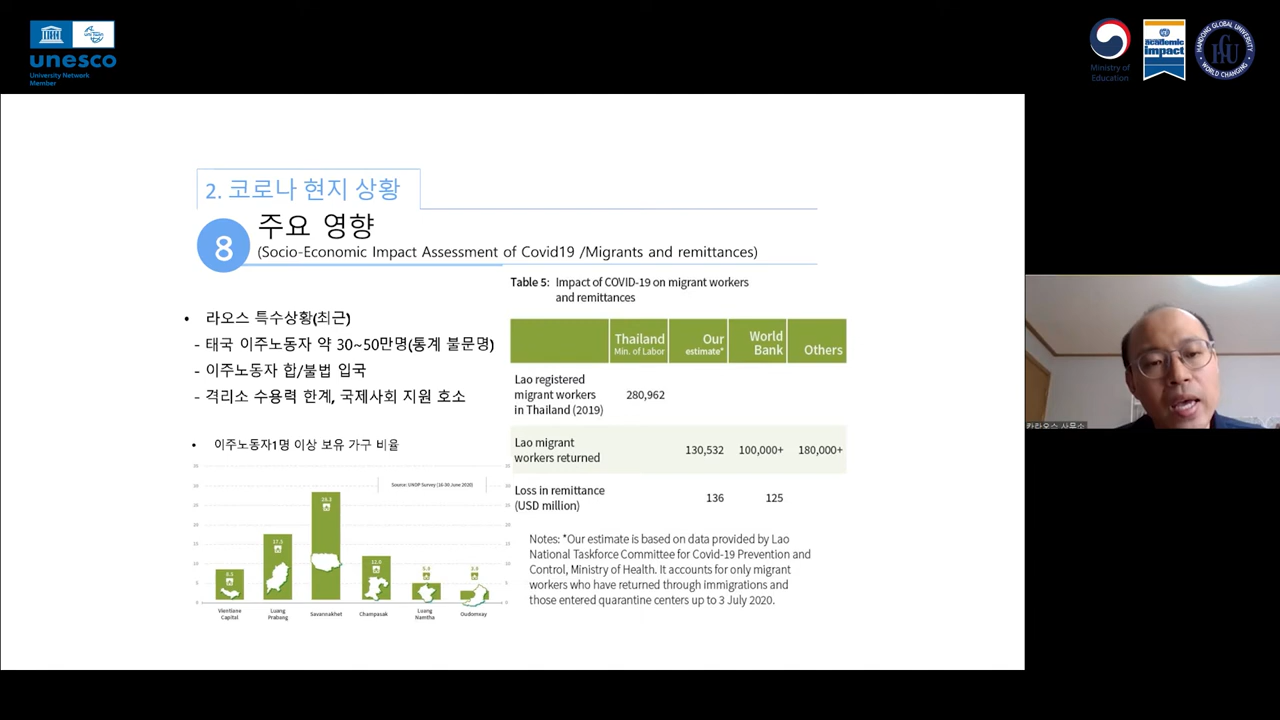 unesco
University Network
Member
Ministry of
Education
academic
impact
HANDONG GLOBAL UNIVERSITY
WORLD CHANGING
2. 코로나 현지 상황
8
주요 영향
(Socio-Economic Impact Assessment of Covid19 /Migrants and remittances)
• 라오스 특수상황(최근)
- 태국 이주노동자 약 30~50만명(통계 불문명)
- 이주노동자 합/불법 입국
- 격리소 수용력 한계, 국제사회 지원 호소
• 이주노동자1명 이상 보유 가구 비율
Source: UNDP Survey (16-30 June 2020)
Vientiane Capital
Luang Prabang
Savannakhet
Champasak
Luang Namtha
Oudomxay
Table 5: Impact of COVID-19 on migrant workers
and remittances
Thailand Min. of Labor Our estimate* World Bank Others
Lao registered
migrant workers
in Thailand (2019) 280,962
Lao migrant
workers returned 130,532 100,000+ 180,000+
Loss in remittance
(USD million) 136 125
Notes: *Our estimate is based on data provided by Lao
National Taskforce Committee for Covid-19 Prevention and
Control, Ministry of Health. It accounts for only migrant
workers who have returned through immigrations and
those entered quarantine centers up to 3 July 2020.